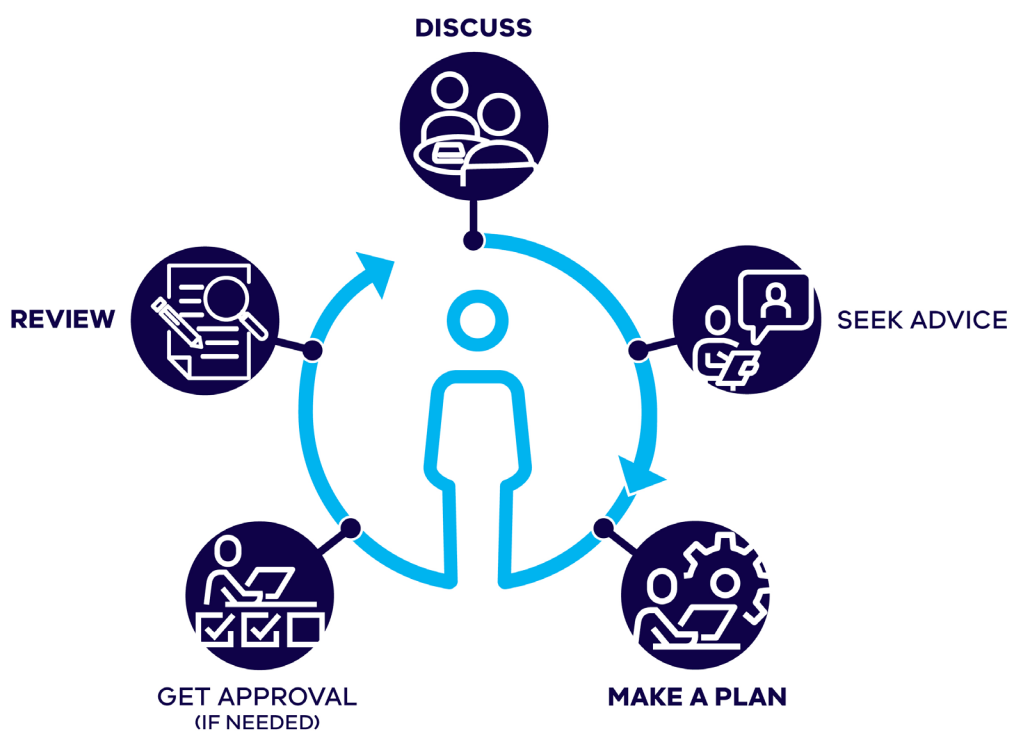 DISCUSS
SEEK ADVICE
MAKE A PLAN
GET APPROVAL
(IF NEEDED)
REVIEW